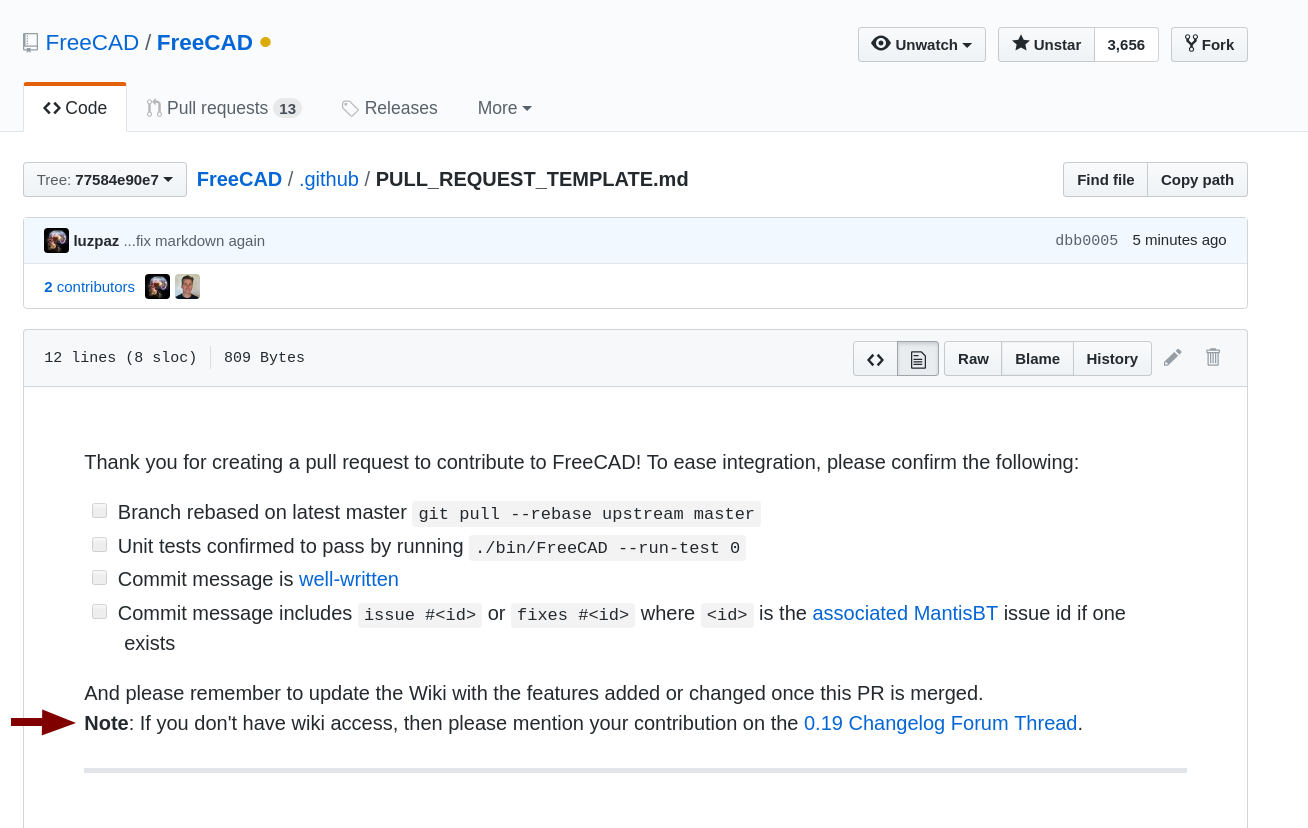 FreeCAD / FreeCAD
Unwatch Unstar 3,656 Fork
Code Pull requests 13 Releases More
Tree: 77584e90e7 FreeCAD / .github / PULL_REQUEST_TEMPLATE.md Find file Copy path
luzpaz ...fix markdown again dbb0005 5 minutes ago
2 contributors
12 lines (8 sloc) 809 Bytes Raw Blame History
Thank you for creating a pull request to contribute to FreeCAD! To ease integration, please confirm the following:
Branch rebased on latest master git pull --rebase upstream master
Unit tests confirmed to pass by running ./bin/FreeCAD --run-test 0
Commit message is well-written
Commit message includes issue #<id> or fixes #<id> where <id> is the associated MantisBT issue id if one
exists
And please remember to update the Wiki with the features added or changed once this PR is merged.
Note: If you don't have wiki access, then please mention your contribution on the 0.19 Changelog Forum Thread.